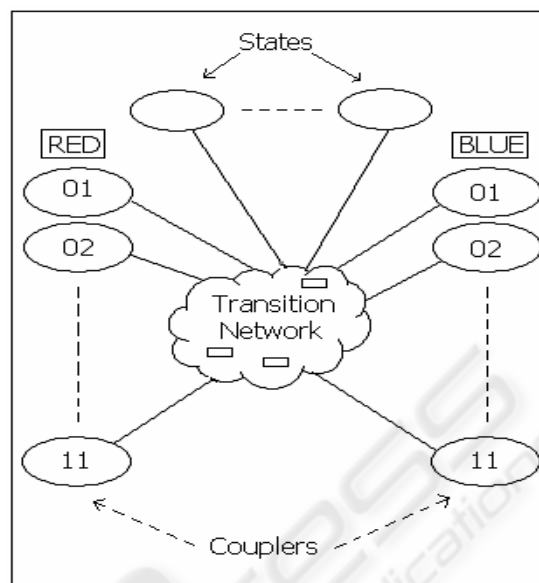 States
RED
BLUE
01
01
02
02
Transition
Network
11
11
Couplers